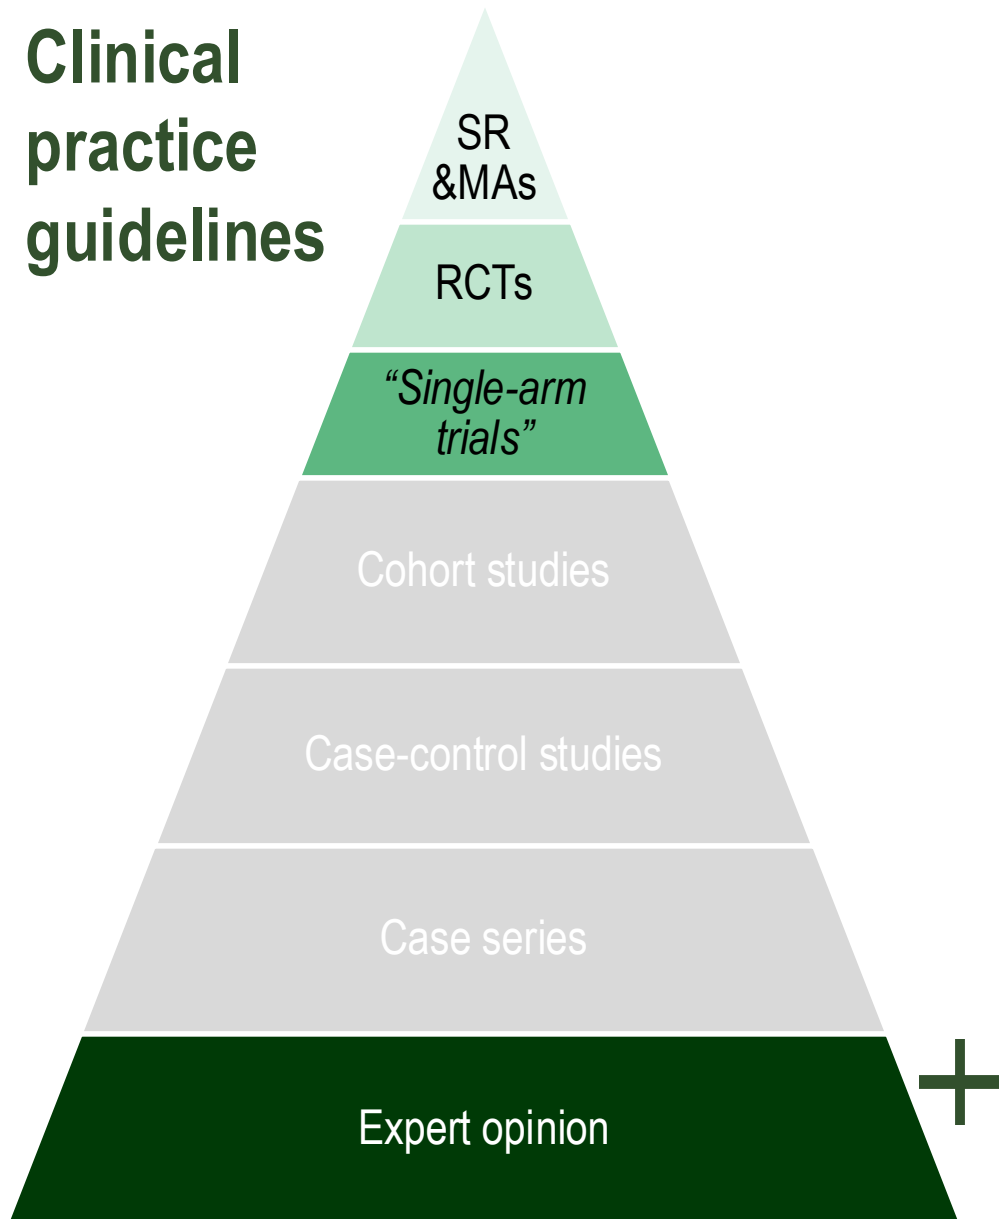 Clinical
practice
guidelines
SR
&MAs
RCTs
“Single-arm
trials”
Cohort studies
Case-control studies
Case series
Expert opinion
+